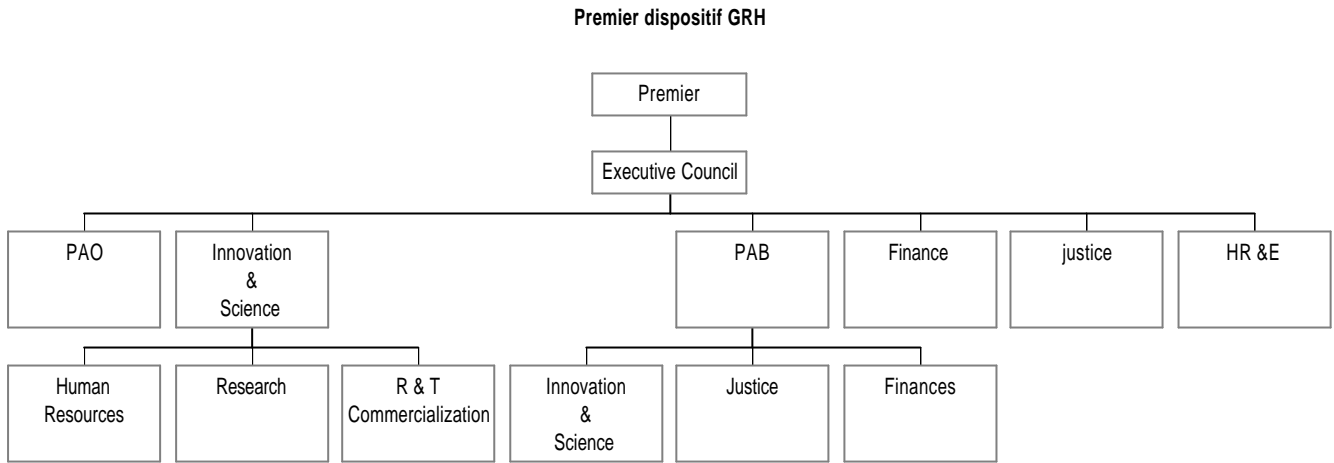 Premier dispositif GRH
Premier
Executive Council
PAO
Innovation
&
Science
PAB
Finance
justice
HR &E
Human
Resources
Research
R & T
Commercialization
Innovation
&
Science
Justice
Finances